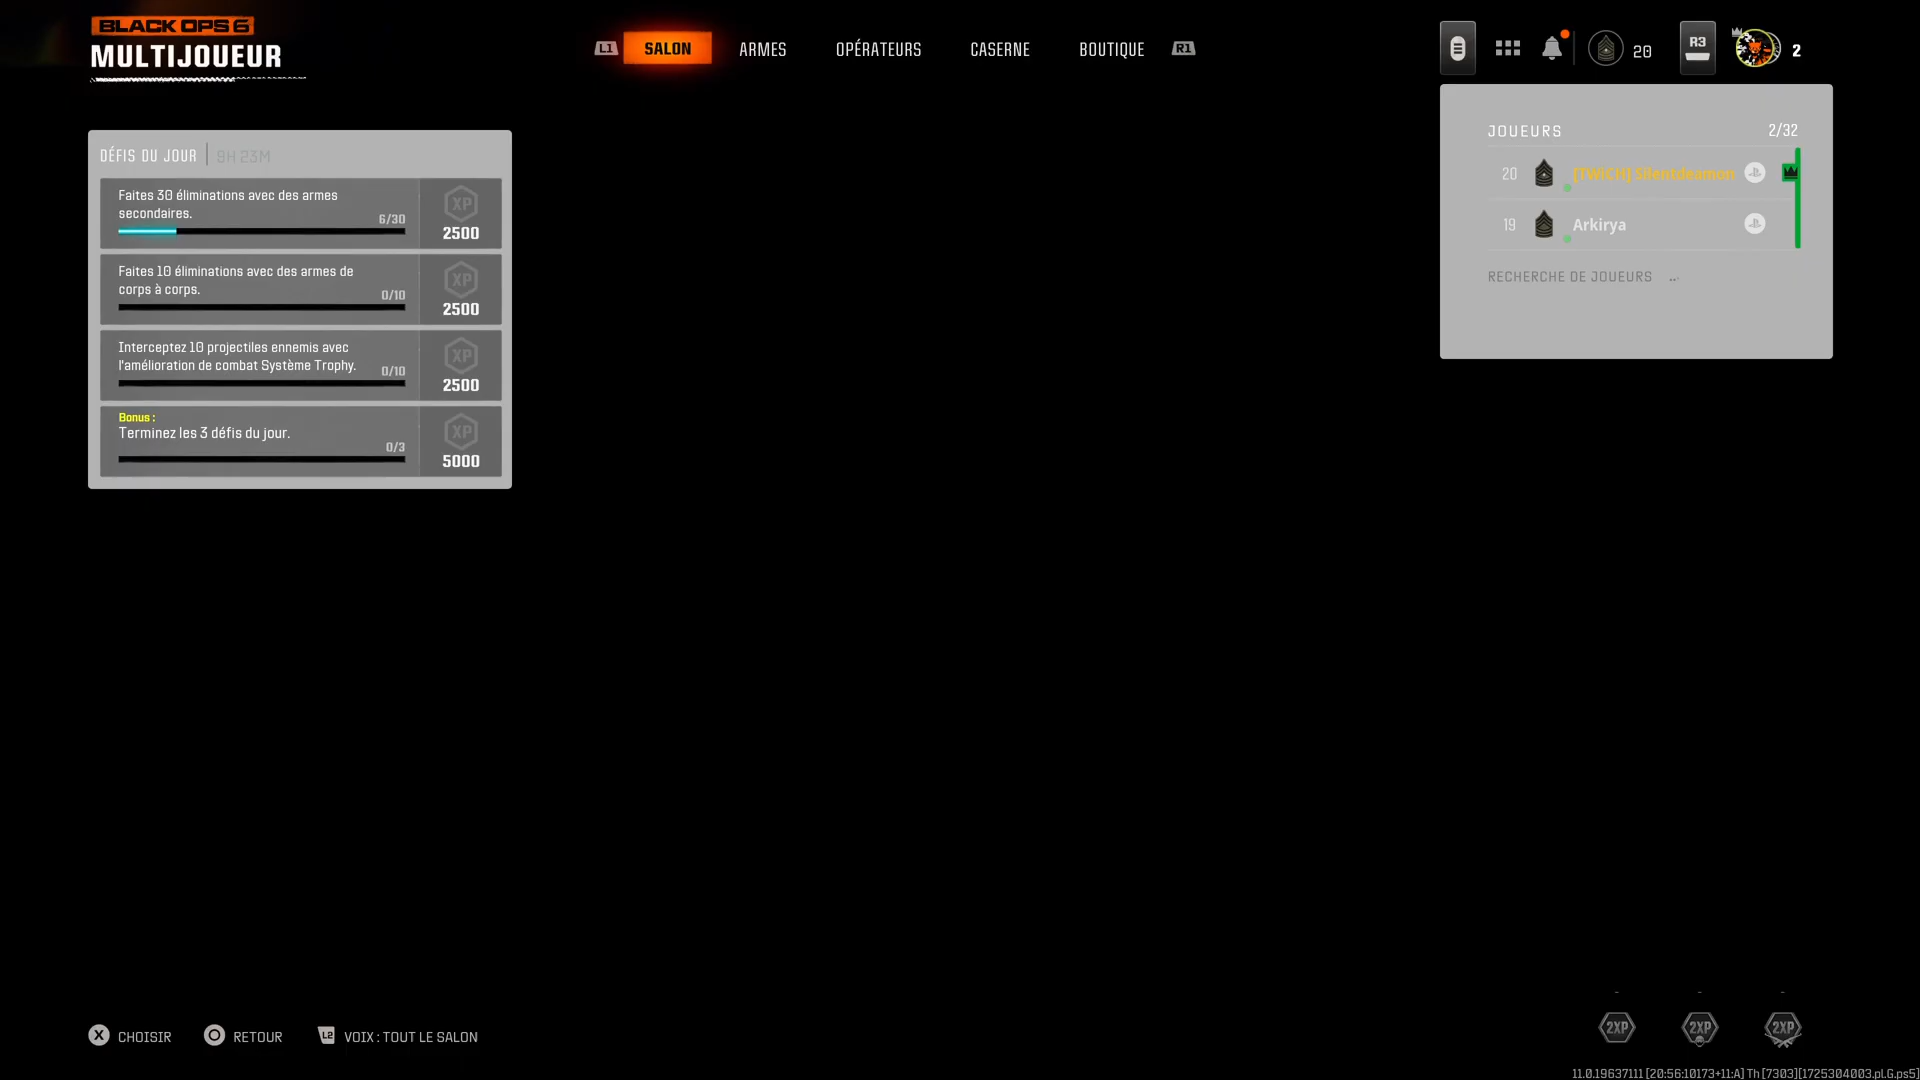 BLACK OPS 6
MULTIJOUEUR
L1 SALON ARMES OPÉRATEURS CASERNE BOUTIQUE R1
20 R3 2
DÉFIS DU JOUR 9H 23M
Faites 30 éliminations avec des armes
secondaires.
6/30
XP
2500
Faites 10 éliminations avec des armes de
corps à corps.
0/10
XP
2500
Interceptez 10 projectiles ennemis avec
l'amélioration de combat Système Trophy.
0/10
XP
2500
Bonus :
Terminez les 3 défis du jour.
0/3
XP
5000
JOUEURS 2/32
20 [TWICH] Silentdeamon
19 Arkirya
RECHERCHE DE JOUEURS ...
X CHOISIR O RETOUR L2 VOIX : TOUT LE SALON
- - -
2XP 2XP 2XP
11.0.19637111 [20:56:10173+11:A] Th [7303][1725304003.pl.G.ps5]